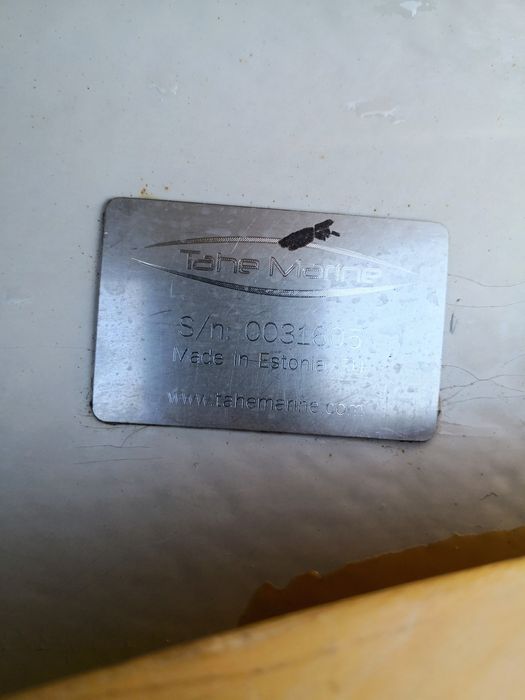 Tahe Marine
S/n:
Made in Estonia
www.tahemarine.com